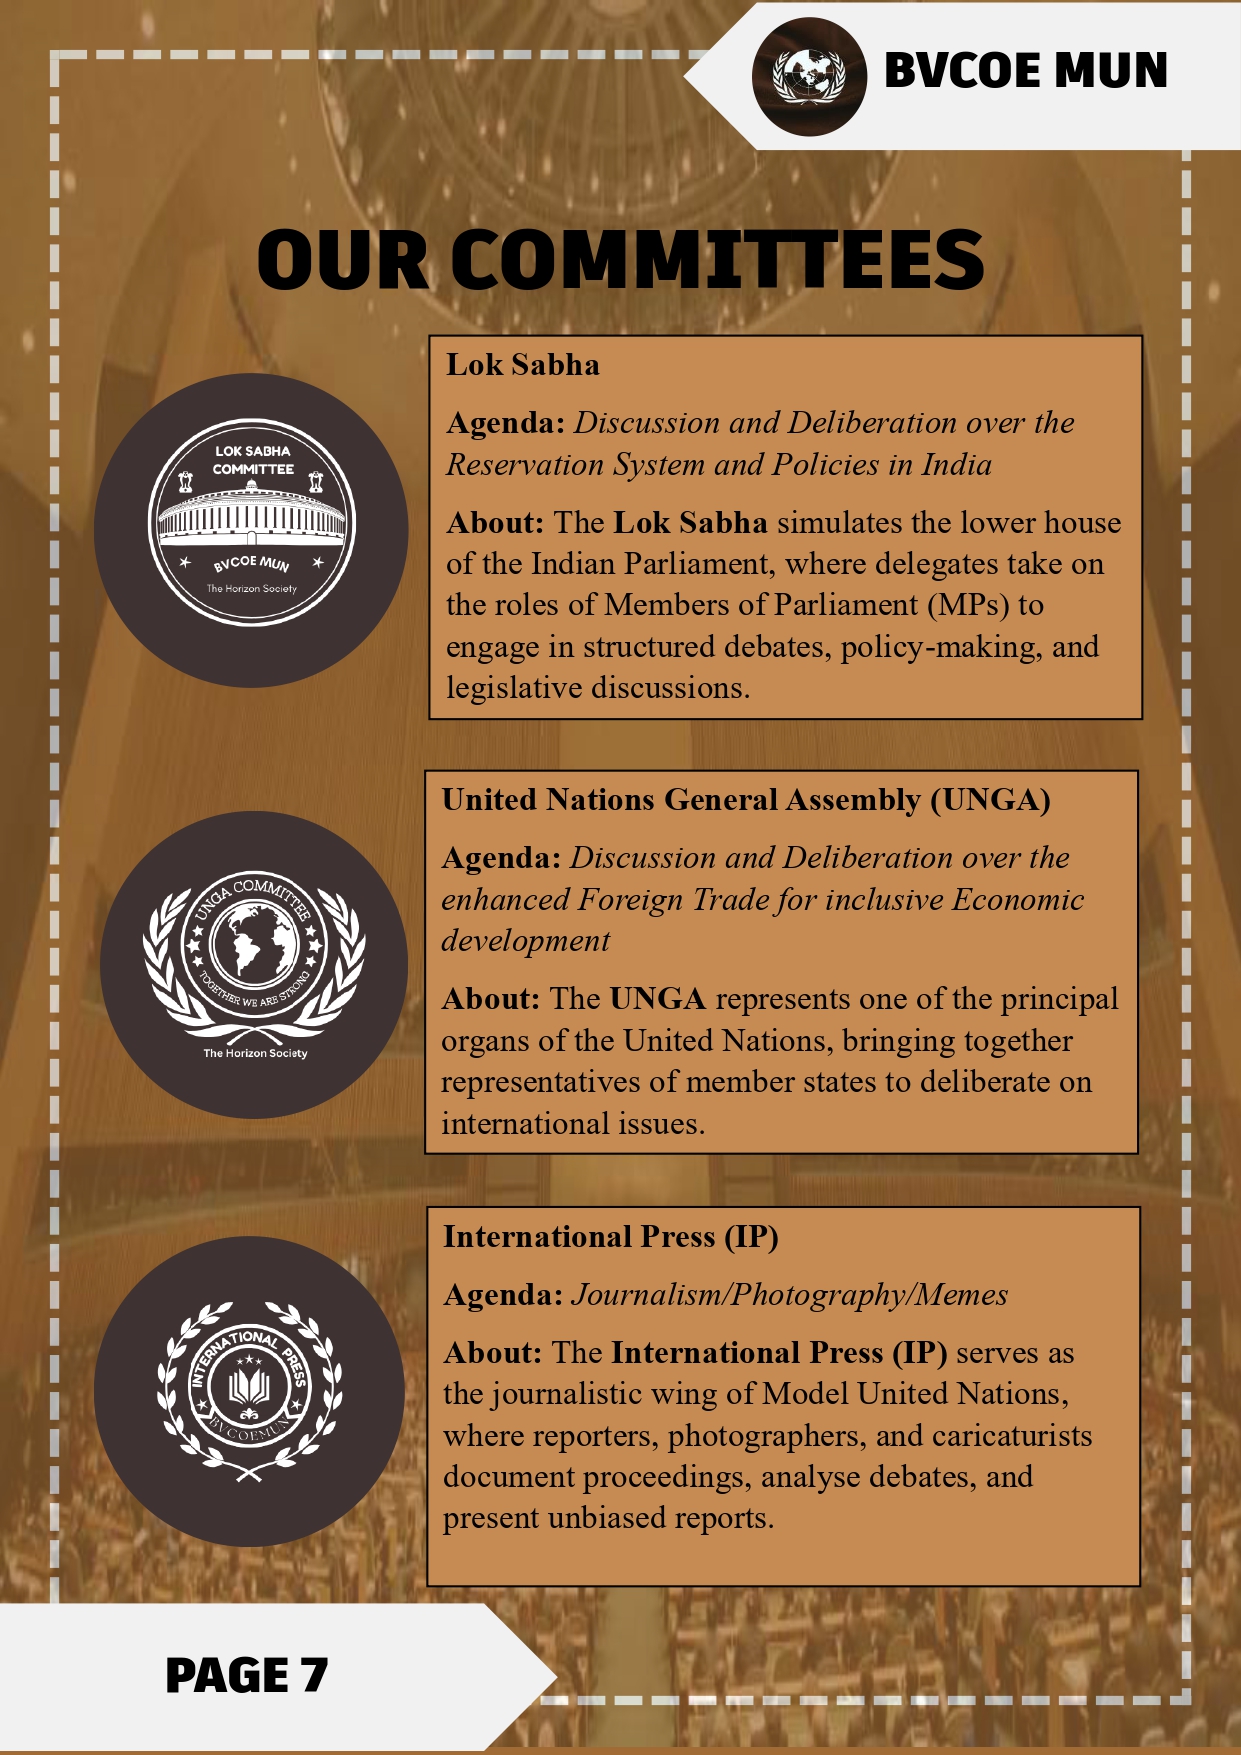 BVCOE MUN
OUR COMMITTEES
LOK SABHA
COMMITTEE
BVCOE MUN
The Horizon Society
Lok Sabha
Agenda: Discussion and Deliberation over the
Reservation System and Policies in India
About: The Lok Sabha simulates the lower house
of the Indian Parliament, where delegates take on
the roles of Members of Parliament (MPs) to
engage in structured debates, policy-making, and
legislative discussions.
UNGA COMMITTEE
TOGETHER WE ARE STRONG
The Horizon Society
United Nations General Assembly (UNGA)
Agenda: Discussion and Deliberation over the
enhanced Foreign Trade for inclusive Economic
development
About: The UNGA represents one of the principal
organs of the United Nations, bringing together
representatives of member states to deliberate on
international issues.
INTERNATIONAL PRESS
BVCOEMUN
International Press (IP)
Agenda: Journalism/Photography/Memes
About: The International Press (IP) serves as
the journalistic wing of Model United Nations,
where reporters, photographers, and caricaturists
document proceedings, analyse debates, and
present unbiased reports.
PAGE 7